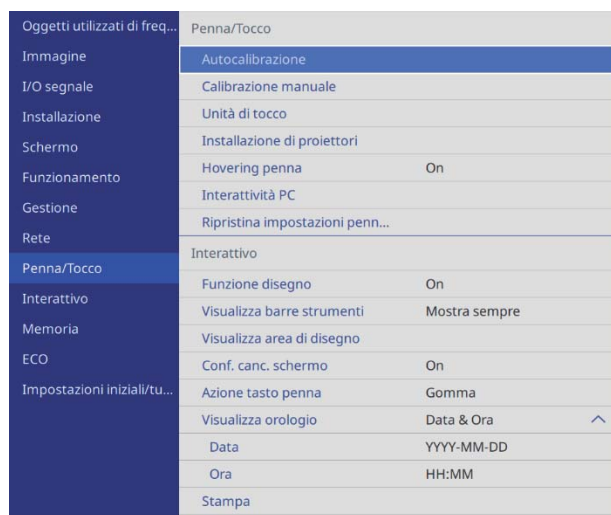 Oggetti utilizzati di freq...
Immagine
I/O segnale
Installazione
Schermo
Funzionamento
Gestione
Rete
Penna/Tocco
Interattivo
Memoria
ECO
Impostazioni iniziali/tu...
Penna/Tocco
Autocalibrazione
Calibrazione manuale
Unità di tocco
Installazione di proiettori
Hovering penna On
Interattività PC
Ripristina impostazioni penn...
Interattivo
Funzione disegno On
Visualizza barre strumenti Mostra sempre
Visualizza area di disegno
Conf. canc. schermo On
Azione tasto penna Gomma
Visualizza orologio Data & Ora
Data YYYY-MM-DD
Ora HH:MM
Stampa